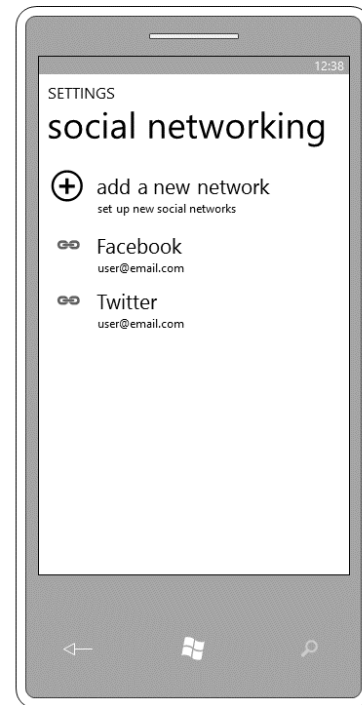 12:38
SETTINGS
social networking
add a new network
set up new social networks
Facebook
user@email.com
Twitter
user@email.com